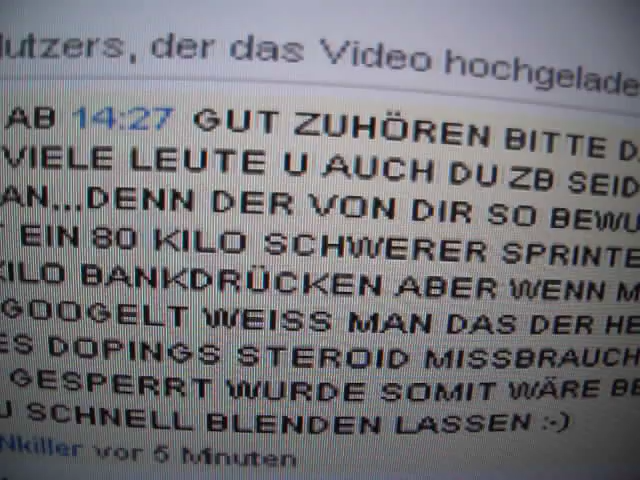 lutzers, der das Video hochgelade
AB 14:27 GUT ZUHÖREN BITTE D
VIELE LEUTE U AUCH DU ZB SEID
AN...DENN DER VON DIR SO BEWU
EIN 80 KILO SCHWERER SPRINTE
KILO BANKDRÜCKEN ABER WENN M
GOOGELT WEISS MAN DAS DER HE
ES DOPINGS STEROID MISSBRAUCH
GESPERRT WURDE SOMIT WÄRE BE
U SCHNELL BLENDEN LASSEN :-)
Nkiller vor 5 Minuten